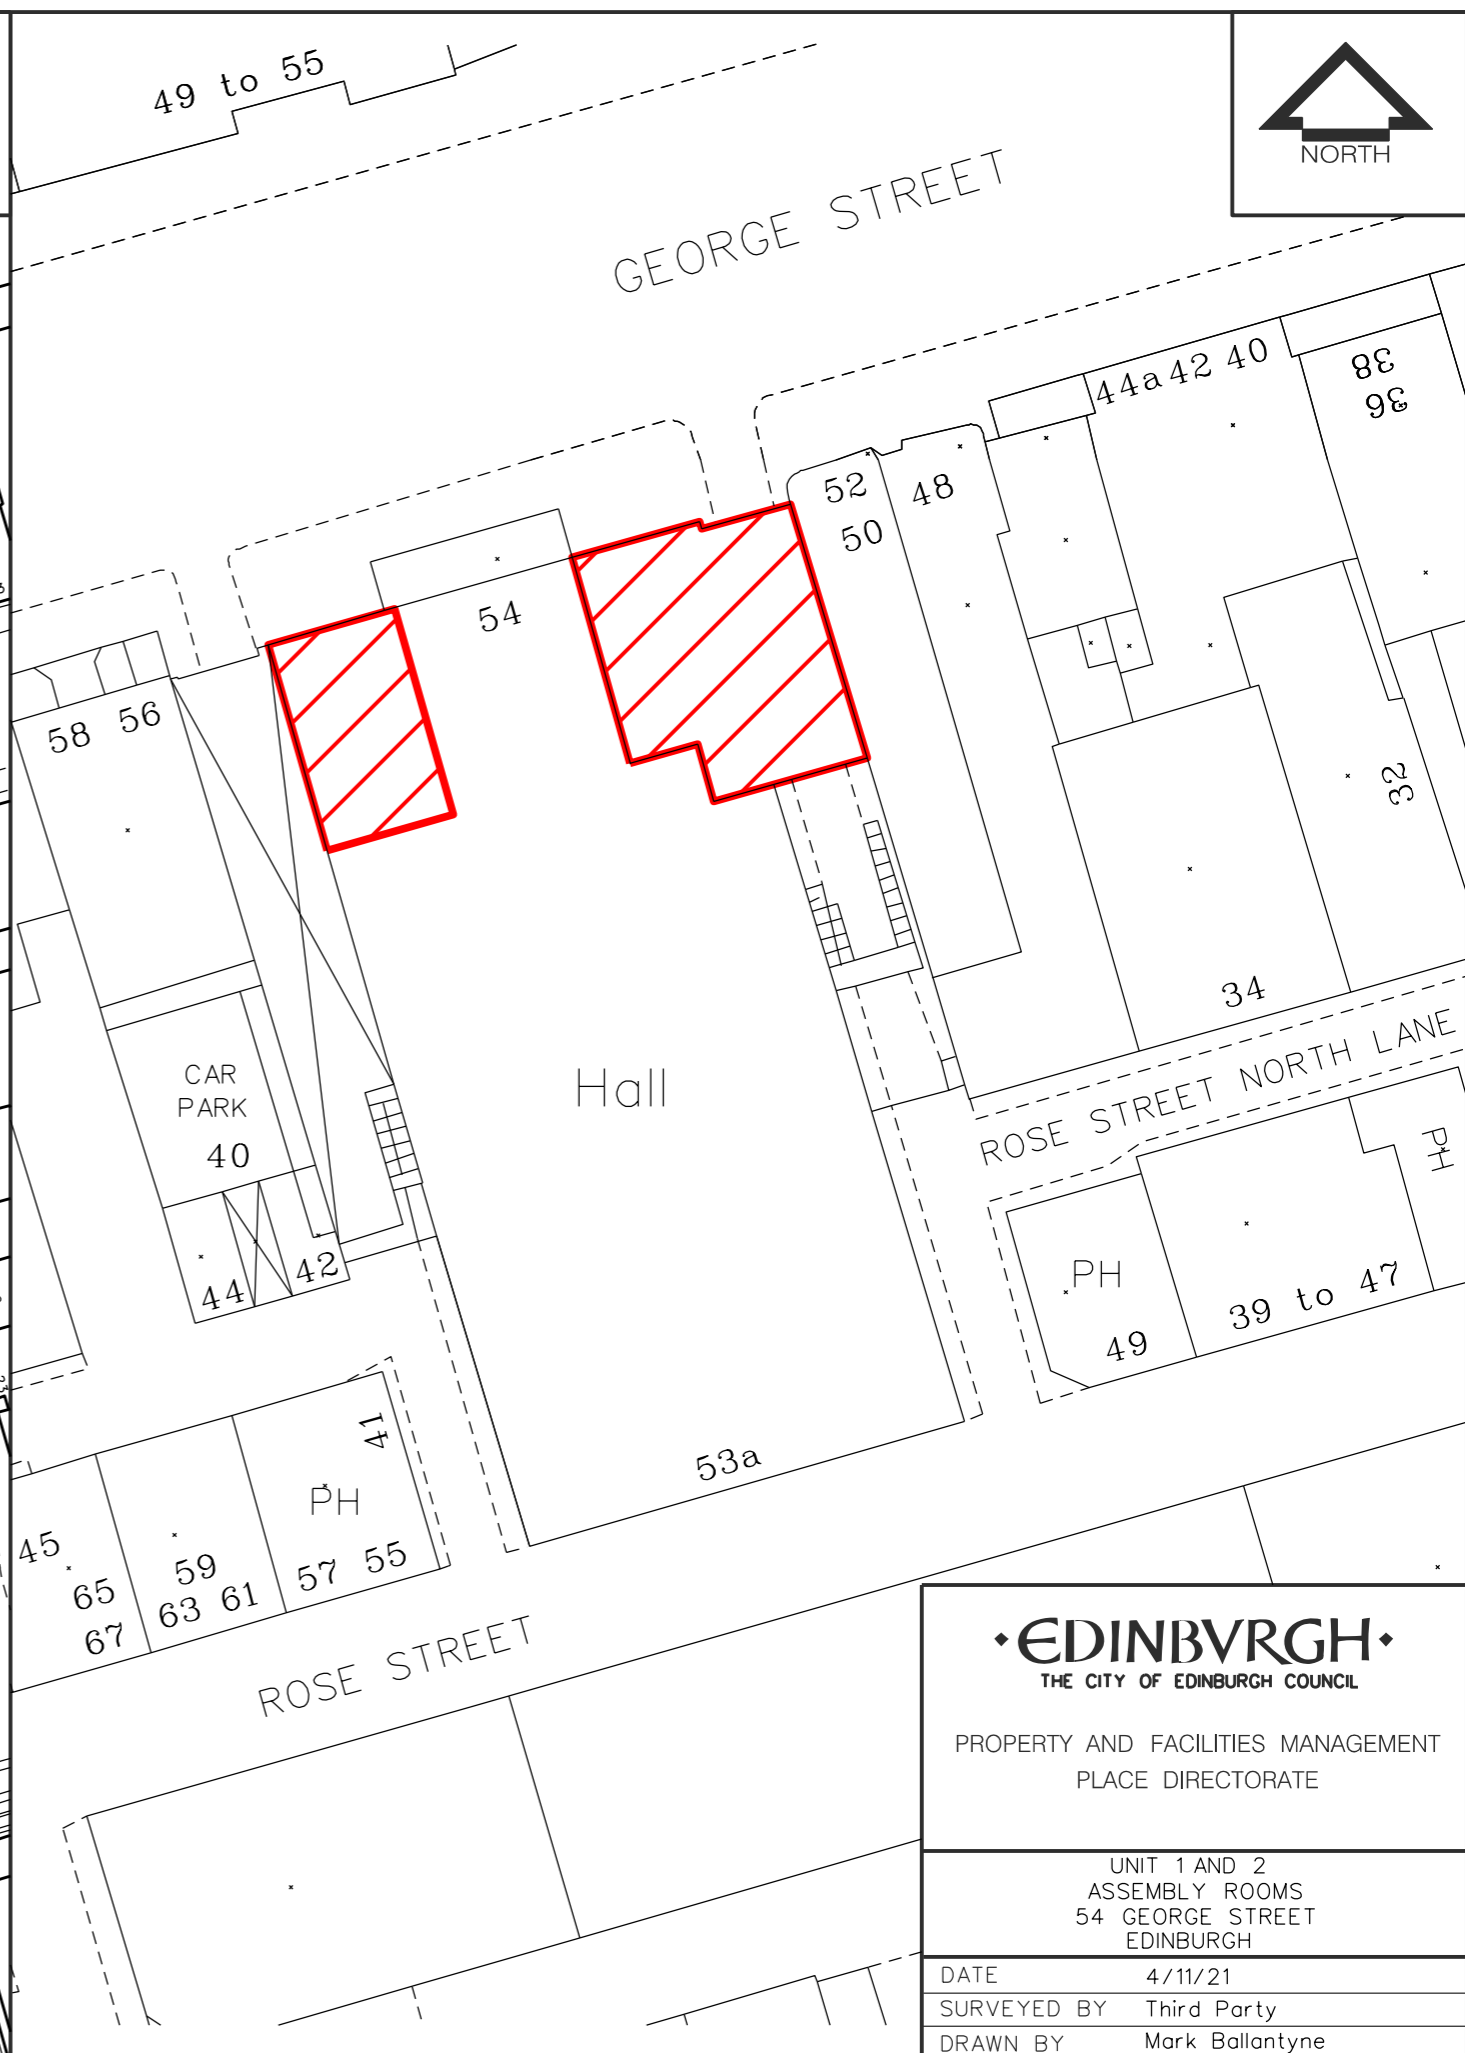 49 to 55
NORTH
GEORGE STREET
44a 42 40
38
36
52
48
50
54
58 56
32
34
CAR
PARK
40
Hall
ROSE STREET NORTH LANE
PH
44
42
PH
49
39 to 47
41
53a
PH
45
65
67
59
63 61
57 55
ROSE STREET
EDINBVRGH
THE CITY OF EDINBURGH COUNCIL
PROPERTY AND FACILITIES MANAGEMENT
PLACE DIRECTORATE
UNIT 1 AND 2
ASSEMBLY ROOMS
54 GEORGE STREET
EDINBURGH
DATE 4/11/21
SURVEYED BY Third Party
DRAWN BY Mark Ballantyne